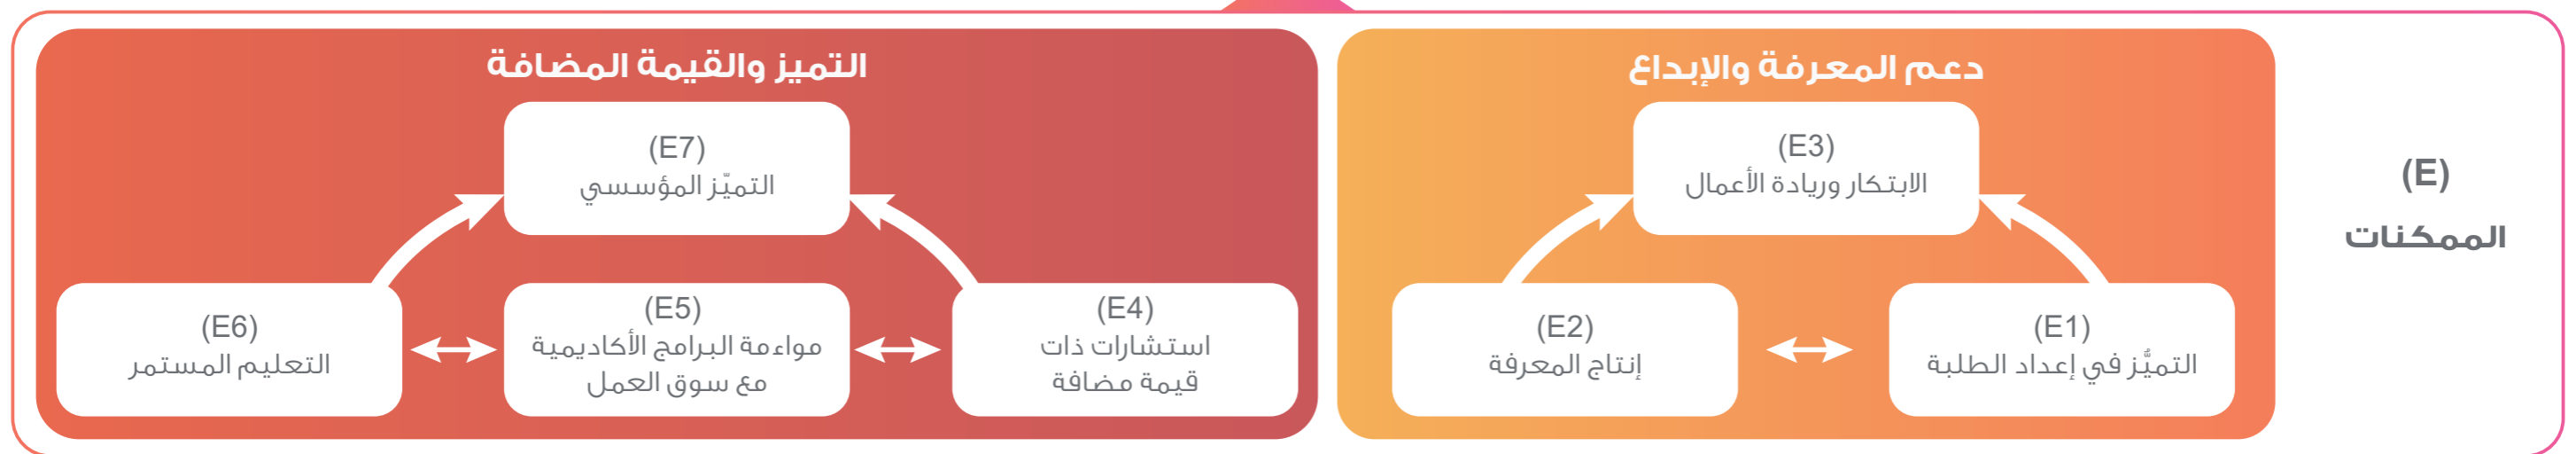 (E)
الممكنات
دعم المعرفة والإبداع
(E3)
الابتكار وريادة الأعمال
(E1)
التميُّز في إعداد الطلبة
(E2)
إنتاج المعرفة
التميز والقيمة المضافة
(E7)
التميّز المؤسسي
(E4)
استشارات ذات
قيمة مضافة
(E5)
مواءمة البرامج الأكاديمية
مع سوق العمل
(E6)
التعليم المستمر